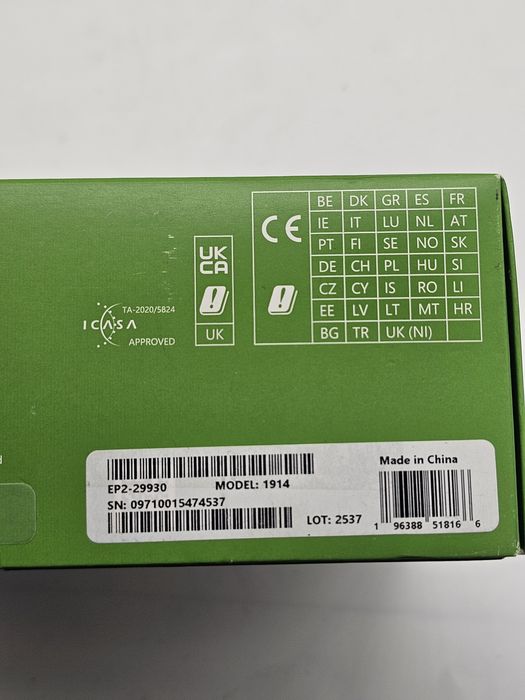 BE DK GR ES FR
CE
IE IT LU NL AT
PT FI SE NO SK
DE CH PL HU SI
CZ CY IS RO LI
EE LV LT MT HR
BG TR UK (NI)
UK
CA
UK
TA-2020/5824
ICASA
APPROVED
EP2-29930 MODEL: 1914
SN: 09710015474537
LOT: 2537
Made in China
1 96388 51816 6